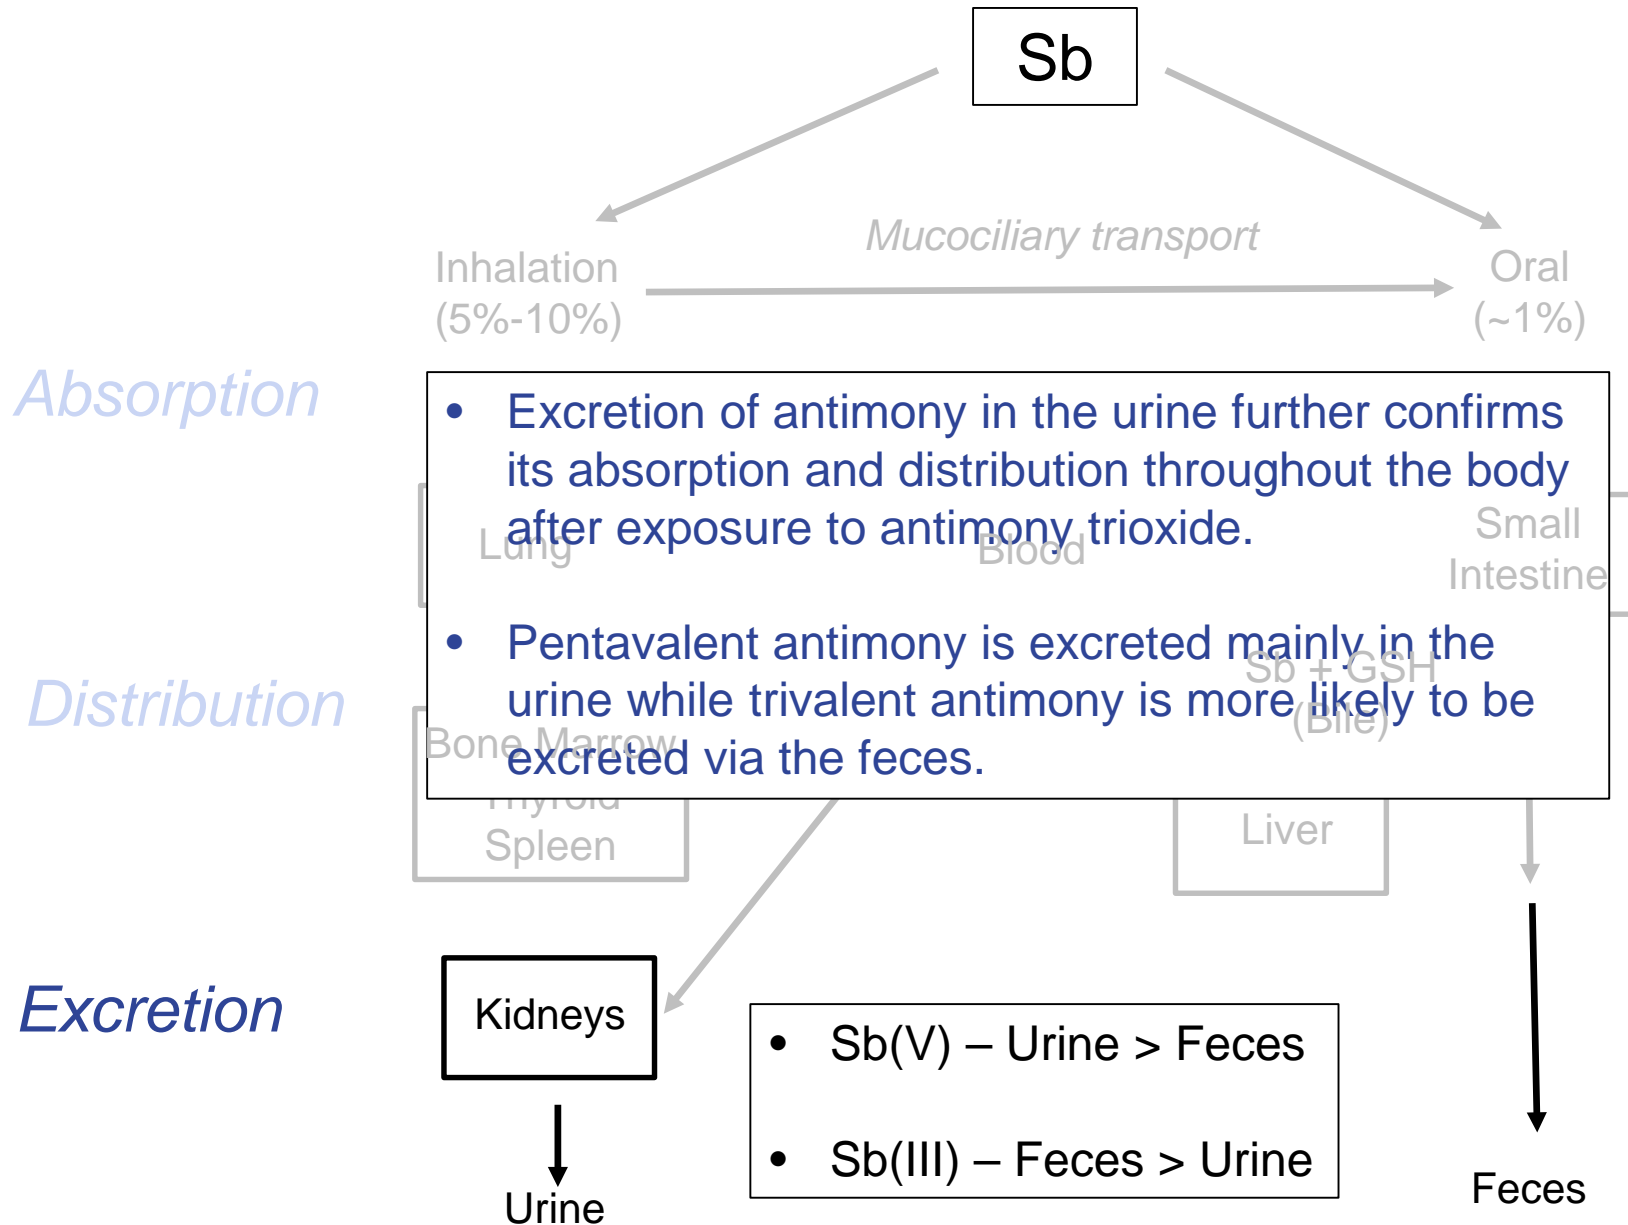 Sb
Mucociliary transport
Inhalation
(5%-10%)
Oral
(~1%)
Absorption
• Excretion of antimony in the urine further confirms
its absorption and distribution throughout the body
after exposure to antimony trioxide.
Lung
Blood
Small
Intestine
• Pentavalent antimony is excreted mainly in the
urine while trivalent antimony is more likely to be
excreted via the feces.
Sb + GSH
(Bile)
Distribution
Bone Marrow
Thyroid
Spleen
Liver
Excretion
Kidneys
• Sb(V) – Urine > Feces
• Sb(III) – Feces > Urine
Urine
Feces